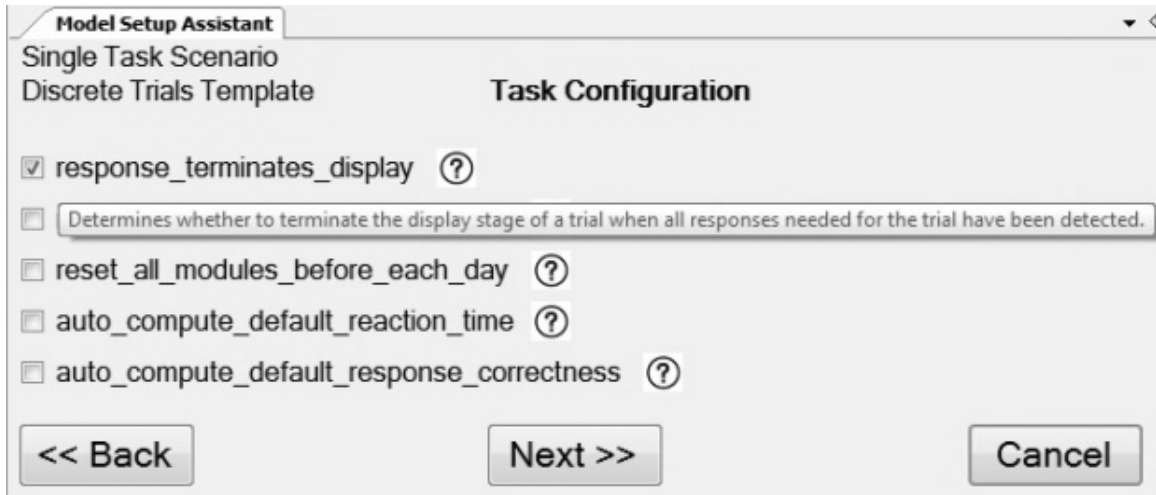 Model Setup Assistant
Single Task Scenario
Discrete Trials Template
Task Configuration
response_terminates_display ?
Determines whether to terminate the display stage of a trial when all responses needed for the trial have been detected.
reset_all_modules_before_each_day ?
auto_compute_default_reaction_time ?
auto_compute_default_response_correctness ?
<< Back
Next >>
Cancel